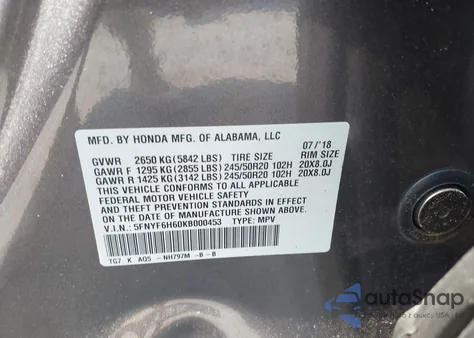 MFD. BY HONDA MFG. OF ALABAMA, LLC 07/'18
GVWR 2650 KG (5842 LBS) TIRE SIZE RIM SIZE
GAWR F 1295 KG (2855 LBS) 245/50R20 102H 20X8.0J
GAWR R 1425 KG (3142 LBS) 245/50R20 102H 20X8.0J
THIS VEHICLE CONFORMS TO ALL APPLICABLE
FEDERAL MOTOR VEHICLE SAFETY
AND THEFT PREVENTION STANDARDS IN EFFECT
ON THE DATE OF MANUFACTURE SHOWN ABOVE.
V.I.N.: 5FNYF6H60KB000453 TYPE: MPV
TG7 K AQ5 -NH797M -B -B
autoSnap